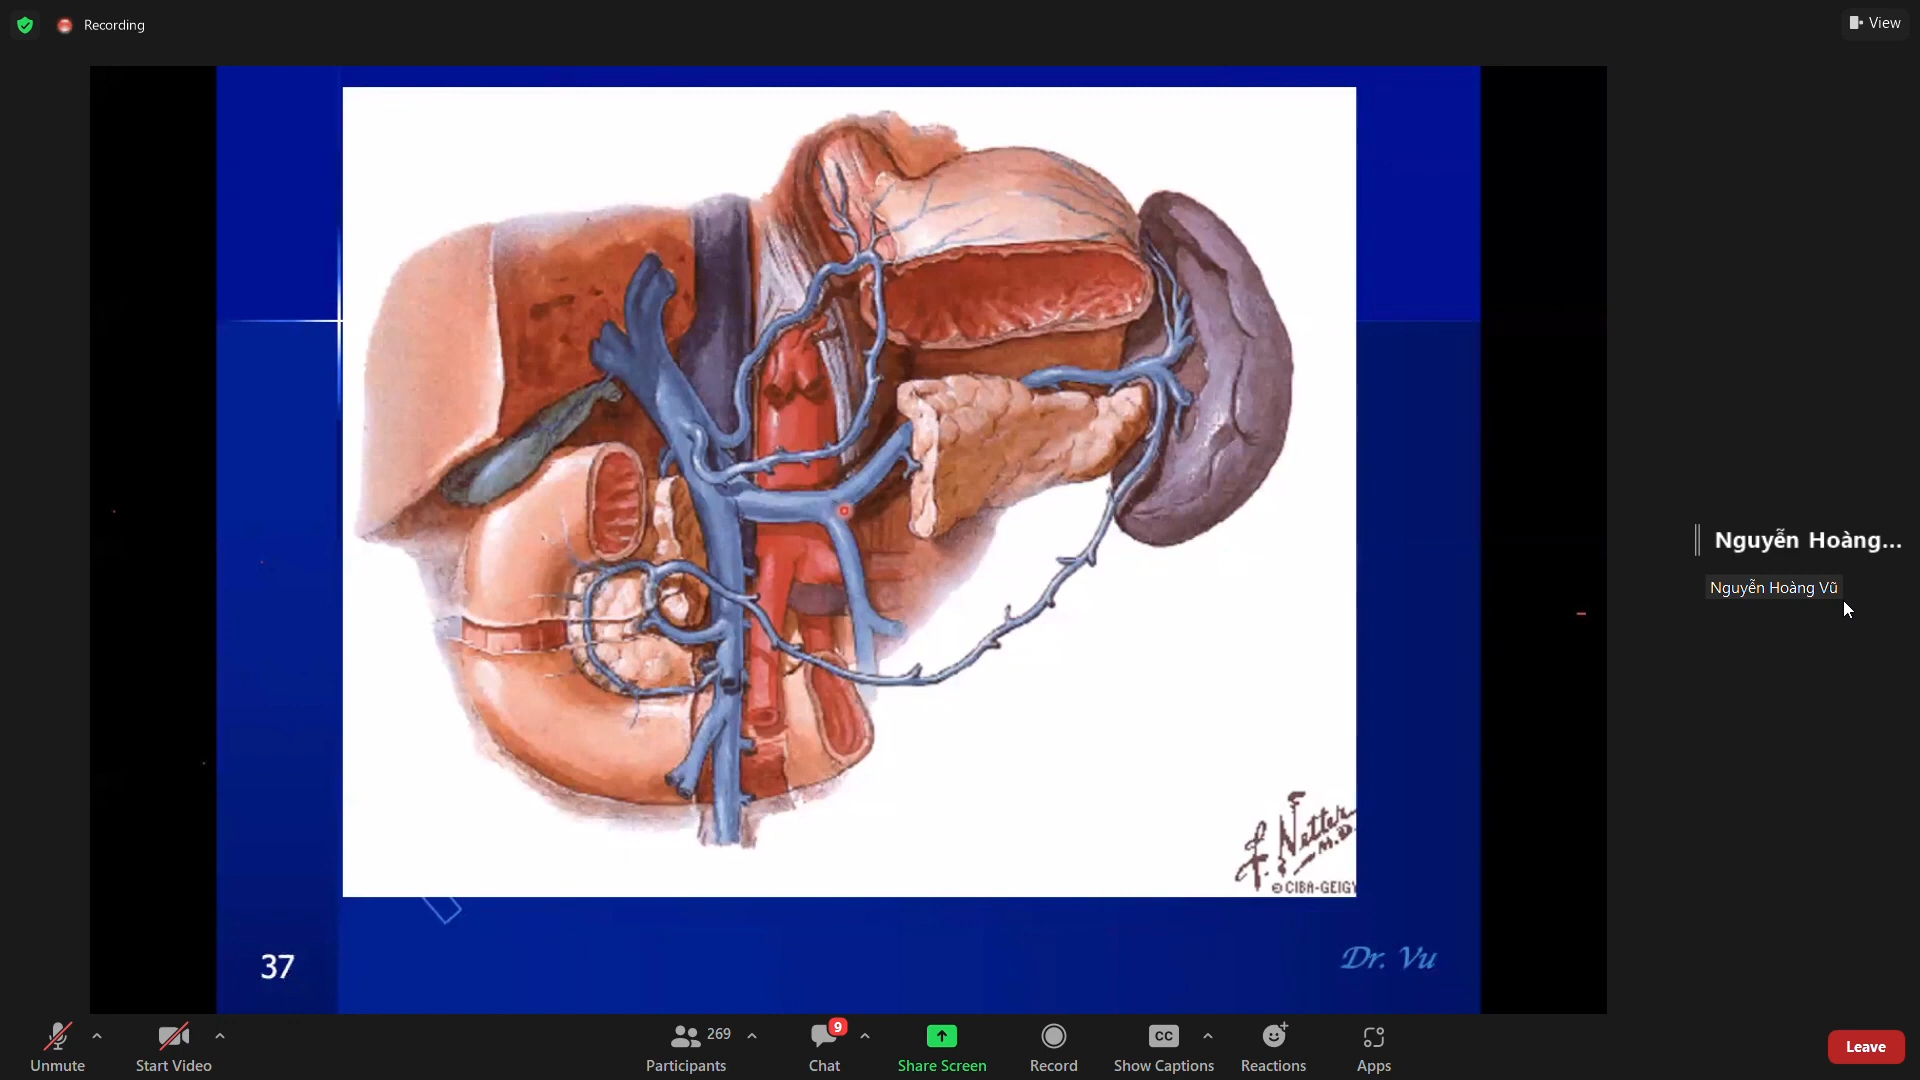 Recording
View
F. Netter
M.D.
© CIBA-GEIGY
Nguyễn Hoàng...
Nguyễn Hoàng Vũ
37
Dr. Vu
Unmute
Start Video
269
Participants
9
Chat
Share Screen
Record
CC
Show Captions
Reactions
Apps
Leave